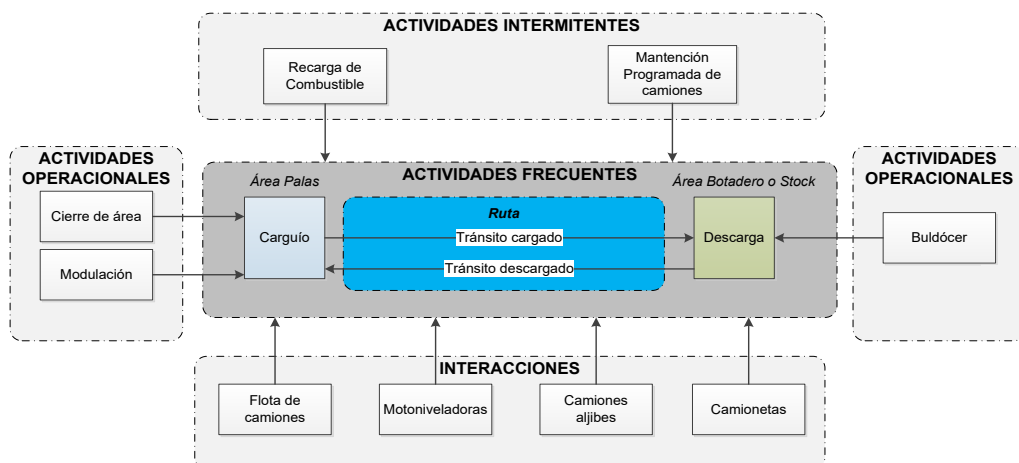 ACTIVIDADES INTERMITENTES
Recarga de
Combustible
Mantención
Programada de
camiones
ACTIVIDADES
OPERACIONALES
Cierre de área
Modulación
ACTIVIDADES FRECUENTES
Área Palas
Área Botadero o Stock
Carguío
Ruta
Tránsito cargado
Tránsito descargado
Descarga
ACTIVIDADES
OPERACIONALES
Buldócer
INTERACCIONES
Flota de
camiones
Motoniveladoras
Camiones
aljibes
Camionetas